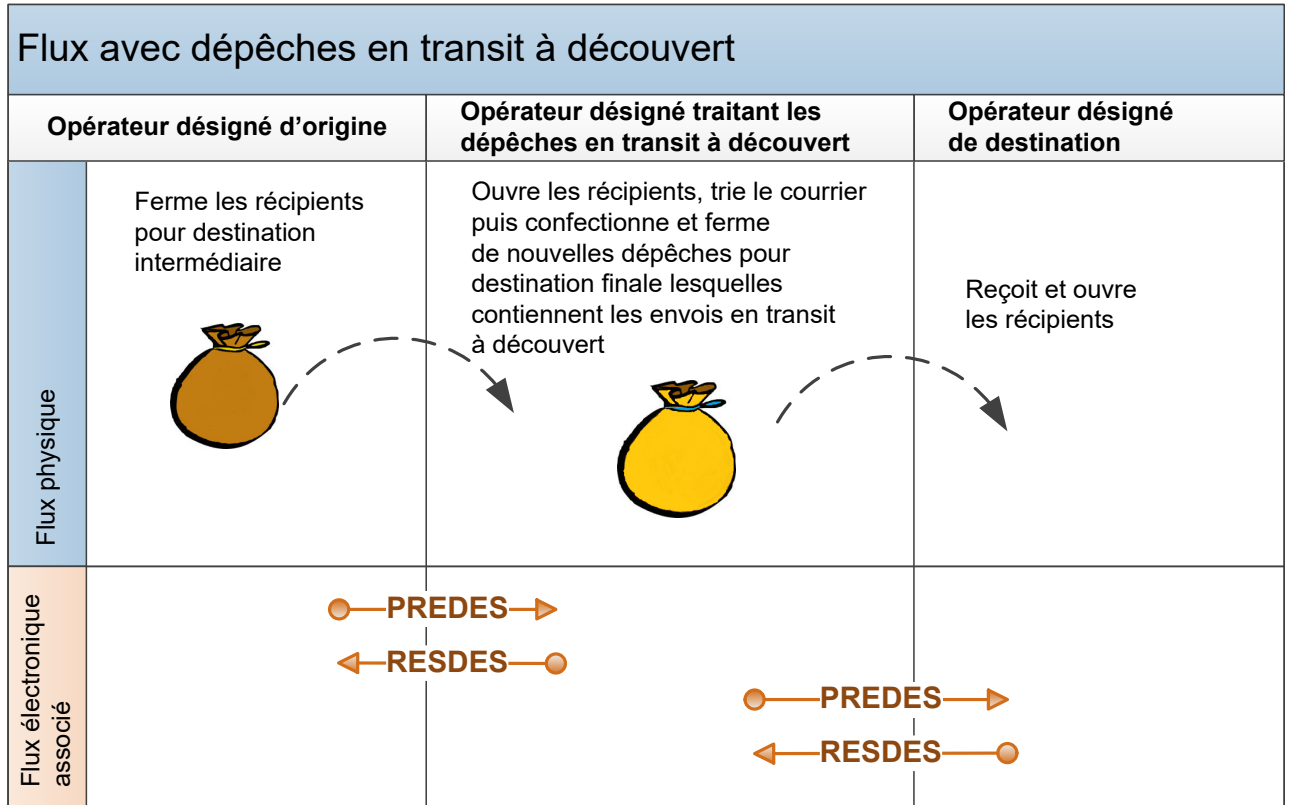 Flux avec dépêches en transit à découvert
Opérateur désigné d'origine
Opérateur désigné traitant les
dépêches en transit à découvert
Opérateur désigné
de destination
Flux physique
Ferme les récipients
pour destination
intermédiaire
Ouvre les récipients, trie le courrier
puis confectionne et ferme
de nouvelles dépêches pour
destination finale lesquelles
contiennent les envois en transit
à découvert
Reçoit et ouvre
les récipients
Flux électronique
associé
PREDES
RESDES
PREDES
RESDES